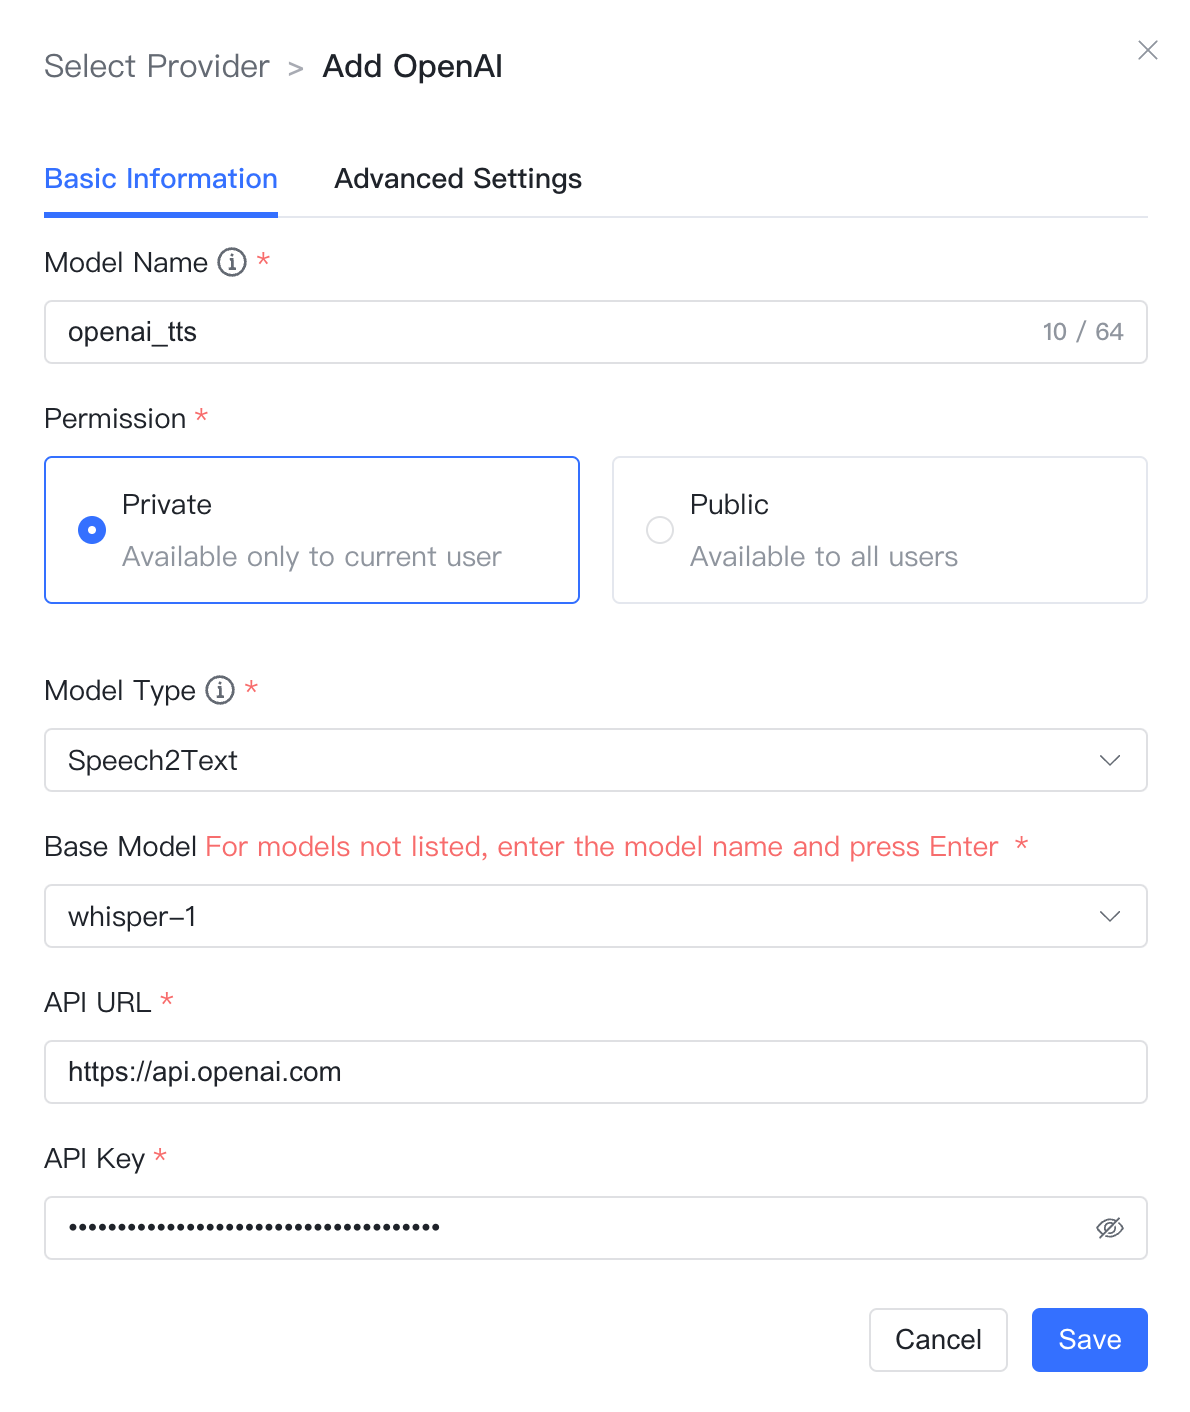 Select Provider > Add OpenAI
Basic Information Advanced Settings
Model Name *
openai_tts 10 / 64
Permission *
Private
Available only to current user
Public
Available to all users
Model Type *
Speech2Text
Base Model For models not listed, enter the model name and press Enter *
whisper-1
API URL *
https://api.openai.com
API Key *
••••••••••••••••••••••••••••••••••••••
Cancel Save